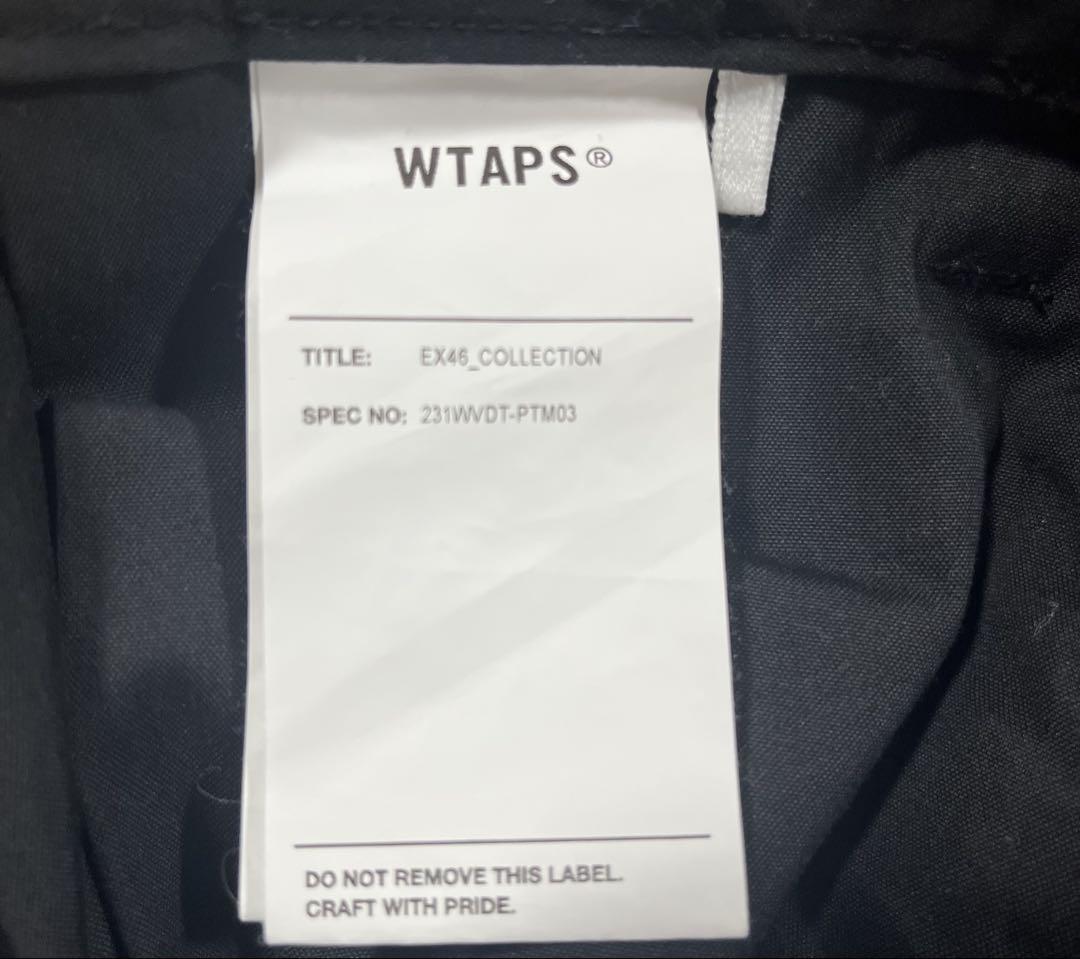 WTAPS®
TITLE: EX46_COLLECTION
SPEC NO: 231WVDT-PTM03
DO NOT REMOVE THIS LABEL.
CRAFT WITH PRIDE.